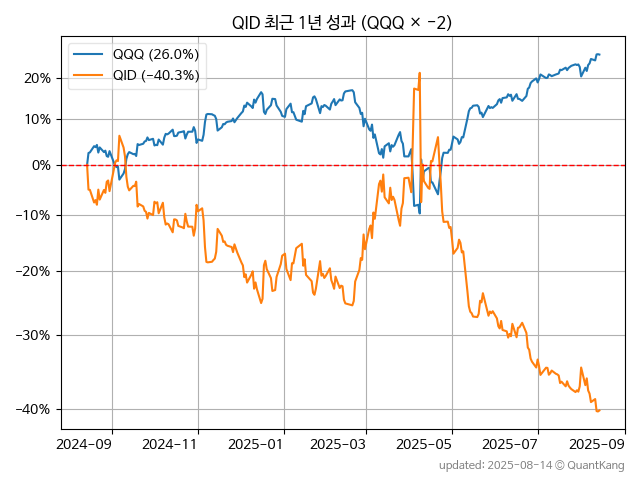 QID 최근 1년 성과 (QQQ × −2)
QQQ (26.0%)
QID (−40.3%)
20%
10%
0%
−10%
−20%
−30%
−40%
2024−09 2024−11 2025−01 2025−03 2025−05 2025−07 2025−09
updated: 2025-08-14 © QuantKang